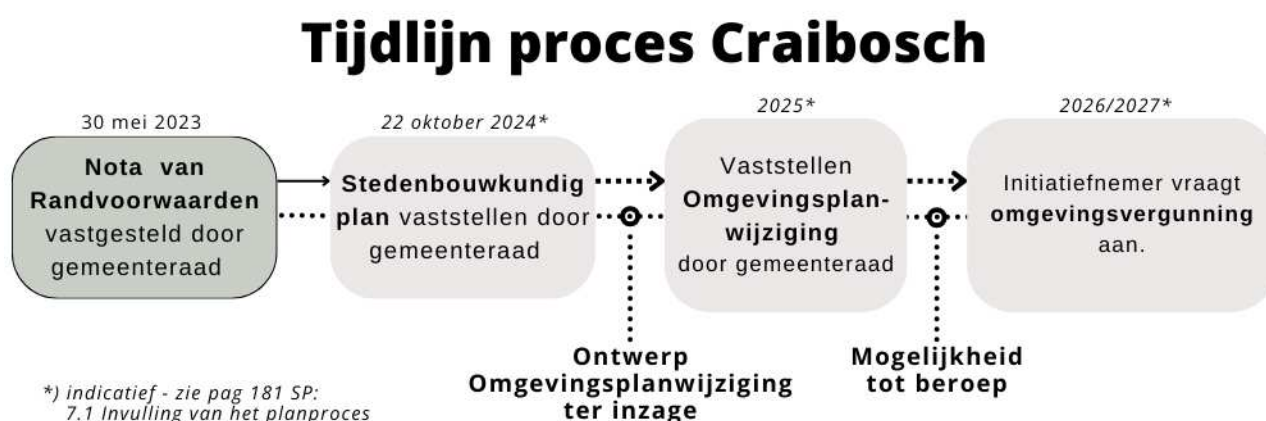 Tijdlijn proces Craibosch
30 mei 2023
Nota van
Randvoorwaarden
vastgesteld door
gemeenteraad
22 oktober 2024*
Stedenbouwkundig
plan vaststellen door
gemeenteraad
2025*
Vaststellen
Omgevingsplan-
wijziging
door gemeenteraad
2026/2027*
Initiatiefnemer vraagt
omgevingsvergunning
aan.
Ontwerp
Omgevingsplanwijziging
ter inzage
Mogelijkheid
tot beroep
*) indicatief - zie pag 181 SP:
7.1 Invulling van het planproces